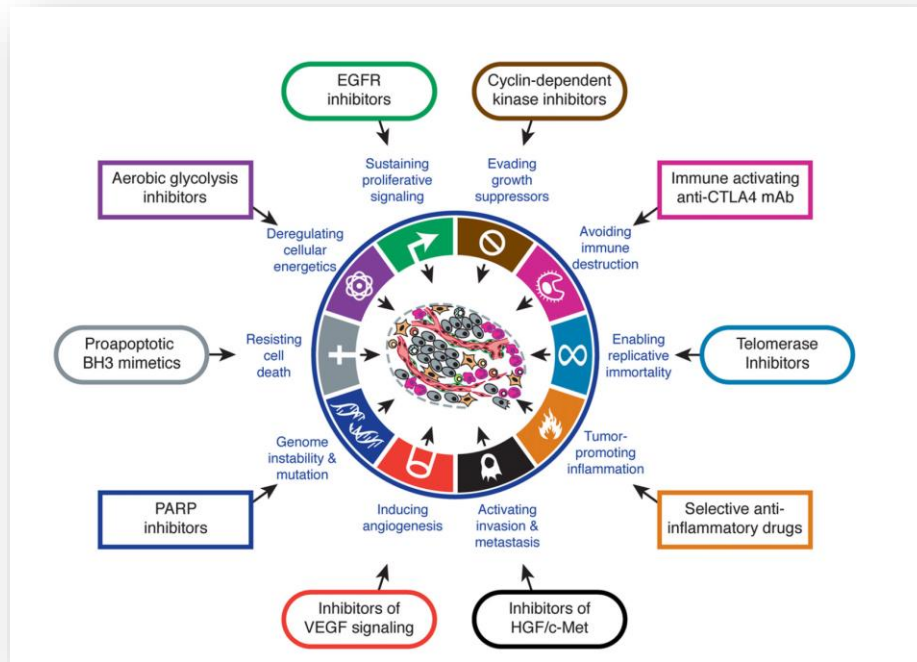 EGFR
inhibitors
Cyclin-dependent
kinase inhibitors
Aerobic glycolysis
inhibitors
Sustaining
proliferative
signaling
Evading
growth
suppressors
Immune activating
anti-CTLA4 mAb
Deregulating
cellular
energetics
Avoiding
immune
destruction
Proapoptotic
BH3 mimetics
Resisting
cell
death
Enabling
replicative
immortality
Telomerase
Inhibitors
Genome
instability &
mutation
Tumor-
promoting
inflammation
PARP
inhibitors
Inducing
angiogenesis
Activating
invasion &
metastasis
Selective anti-
inflammatory drugs
Inhibitors of
VEGF signaling
Inhibitors of
HGF/c-Met